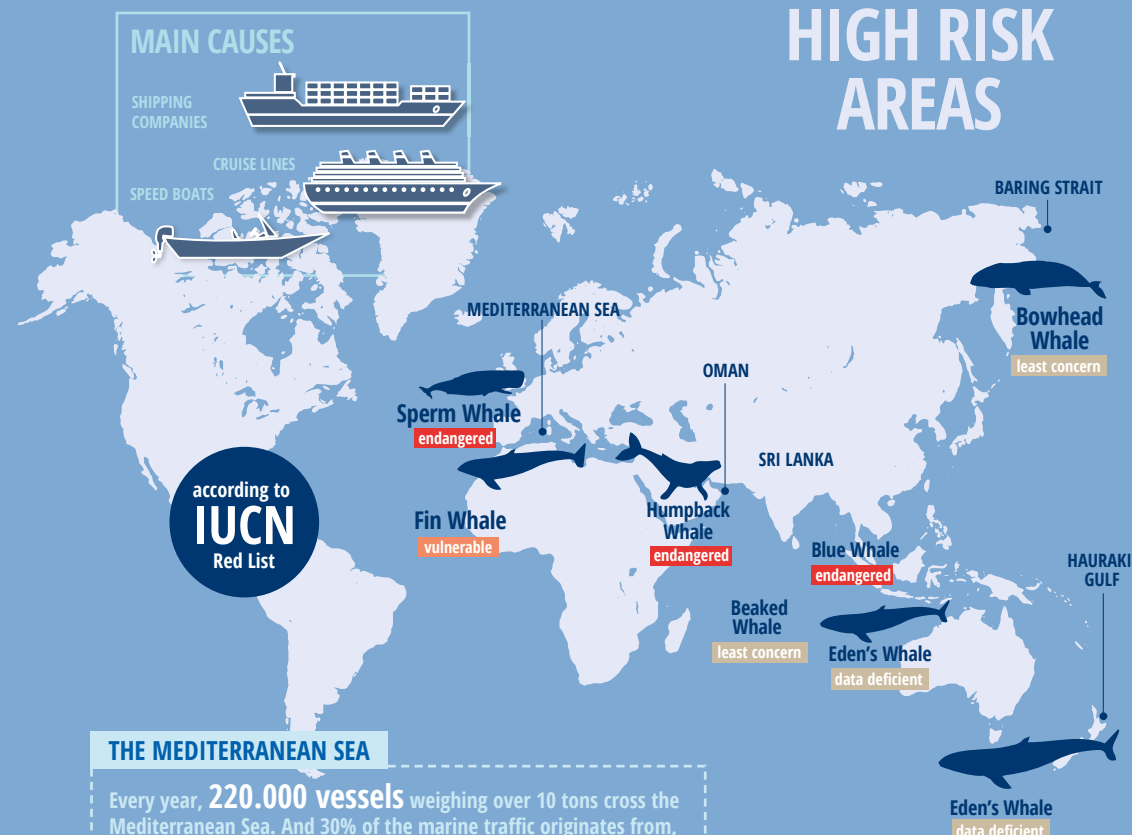 MAIN CAUSES
SHIPPING
COMPANIES
CRUISE LINES
SPEED BOATS
HIGH RISK
AREAS
BARING STRAIT
Bowhead
Whale
least concern
MEDITERRANEAN SEA
OMAN
Sperm Whale
endangered
SRI LANKA
according to
IUCN
Red List
Fin Whale
vulnerable
Humpback
Whale
endangered
Blue Whale
endangered
HAURAKI
GULF
Beaked
Whale
least concern
Eden's Whale
data deficient
THE MEDITERRANEAN SEA
Every year, 220.000 vessels weighing over 10 tons cross the
Mediterranean Sea. And 30% of the marine traffic originates from,
Eden's Whale
data deficient